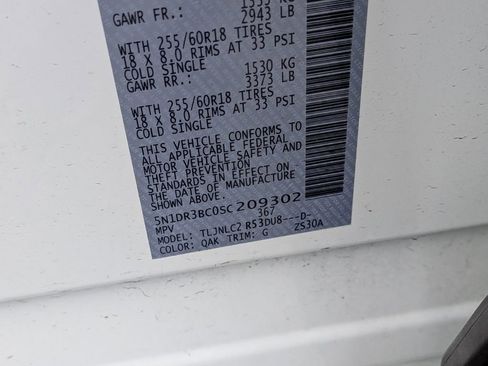 GAWR FR.: 1335 KG
2943 LB
WITH 255/60R18 TIRES
18 X 8.0 RIMS AT 33 PSI
COLD SINGLE
GAWR RR.: 1530 KG
3373 LB
WITH 255/60R18 TIRES
18 X 8.0 RIMS AT 33 PSI
COLD SINGLE
THIS VEHICLE CONFORMS TO
ALL APPLICABLE FEDERAL
MOTOR VEHICLE SAFETY AND
THEFT PREVENTION
STANDARDS IN EFFECT ON
THE DATE OF MANUFACTURE
SHOWN ABOVE.
5N1DR3BC0SC209302
MPV 367
MODEL: TLJNLC2 RS3DU8---D-
COLOR: QAK TRIM: G ZS30A